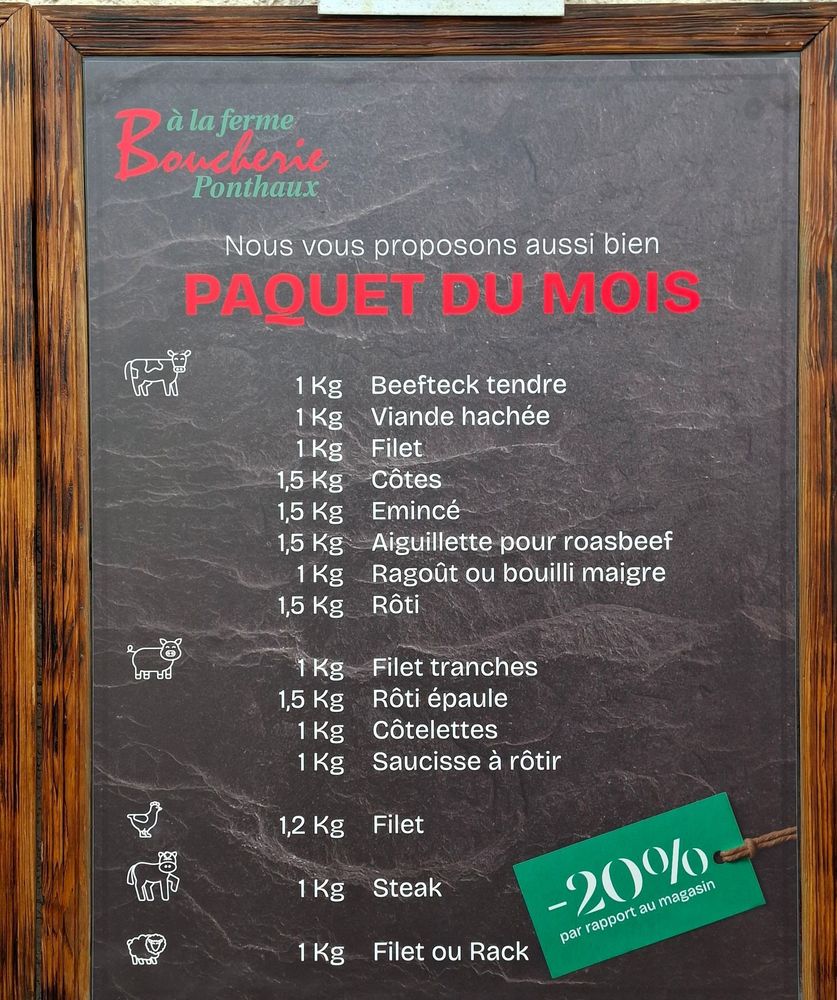 à la ferme
Boucherie
Ponthaux
Nous vous proposons aussi bien
PAQUET DU MOIS
1 Kg Beefteck tendre
1 Kg Viande hachée
1 Kg Filet
1,5 Kg Côtes
1,5 Kg Emincé
1,5 Kg Aiguillette pour roasbeef
1 Kg Ragoût ou bouilli maigre
1,5 Kg Rôti
1 Kg Filet tranches
1,5 Kg Rôti épaule
1 Kg Côtelettes
1 Kg Saucisse à rôtir
1,2 Kg Filet
1 Kg Steak
1 Kg Filet ou Rack
-20%
par rapport au magasin